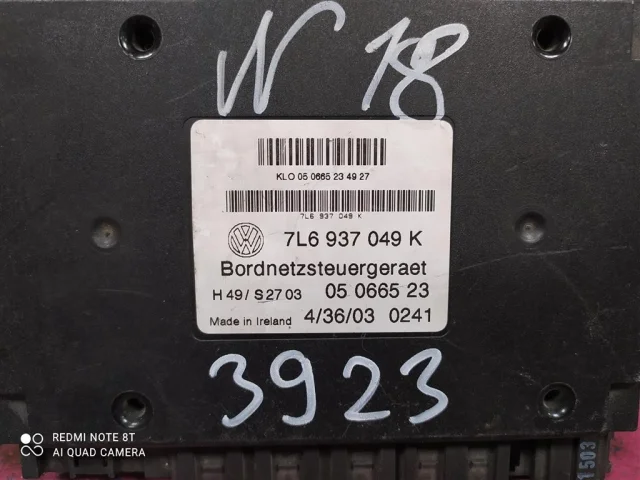 N 18
KLO 05 0665 23 49 27
7L6 937 049 K
7L6 937 049 K
Bordnetzsteuergeraet
H 49/ S 27 03 05 0665 23
Made in Ireland 4/36/03 0241
3923
1503
REDMI NOTE 8T
AI QUAD CAMERA